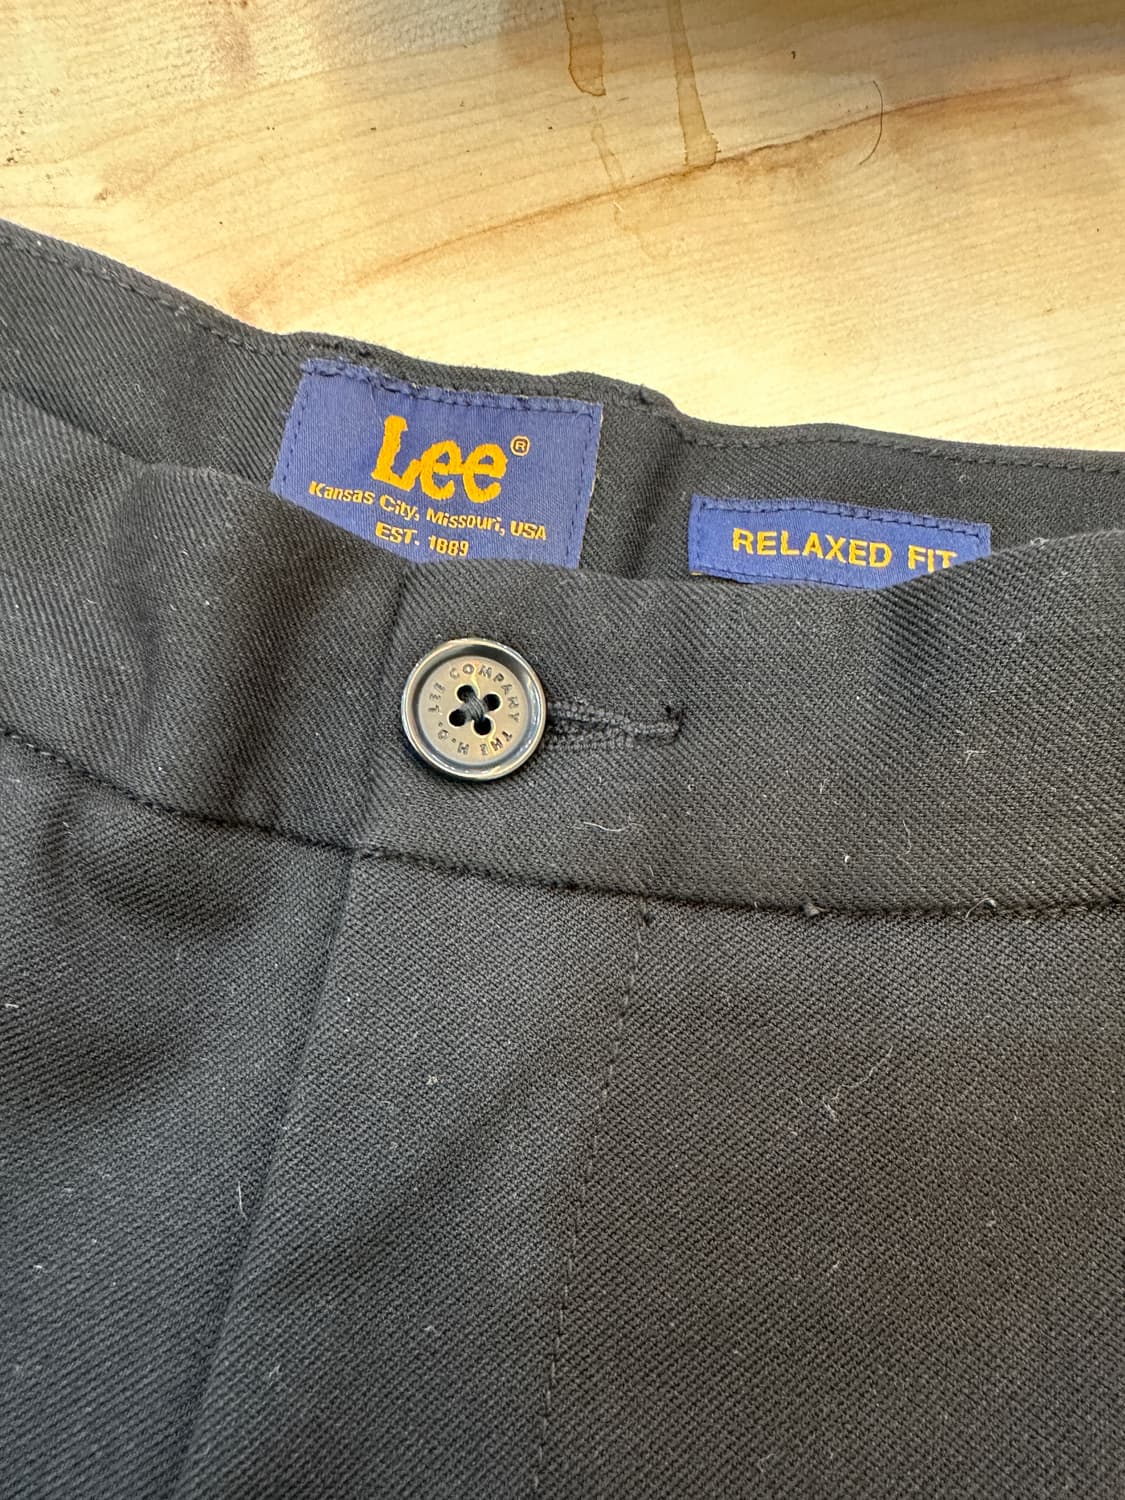 Lee®
Kansas City, Missouri, USA
EST. 1889
RELAXED FIT
THE H.D. LEE COMPANY